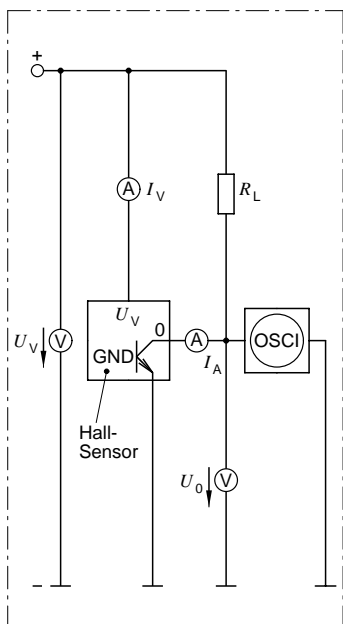 +
A I_V
R_L
U_V
0
U_V V
GND
A
OSCI
I_A
Hall-
Sensor
U_0 V
-